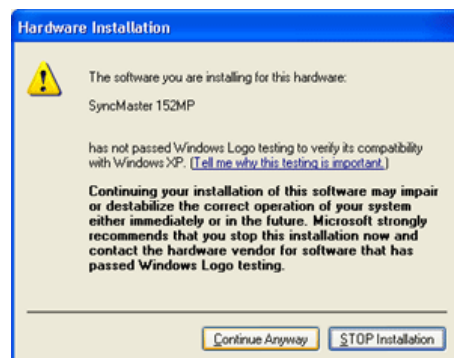 Hardware Installation
The software you are installing for this hardware:
SyncMaster 152MP
has not passed Windows Logo testing to verify its compatibility
with Windows XP. (Tell me why this testing is important.)
Continuing your installation of this software may impair
or destabilize the correct operation of your system
either immediately or in the future. Microsoft strongly
recommends that you stop this installation now and
contact the hardware vendor for software that has
passed Windows Logo testing.
Continue Anyway STOP Installation